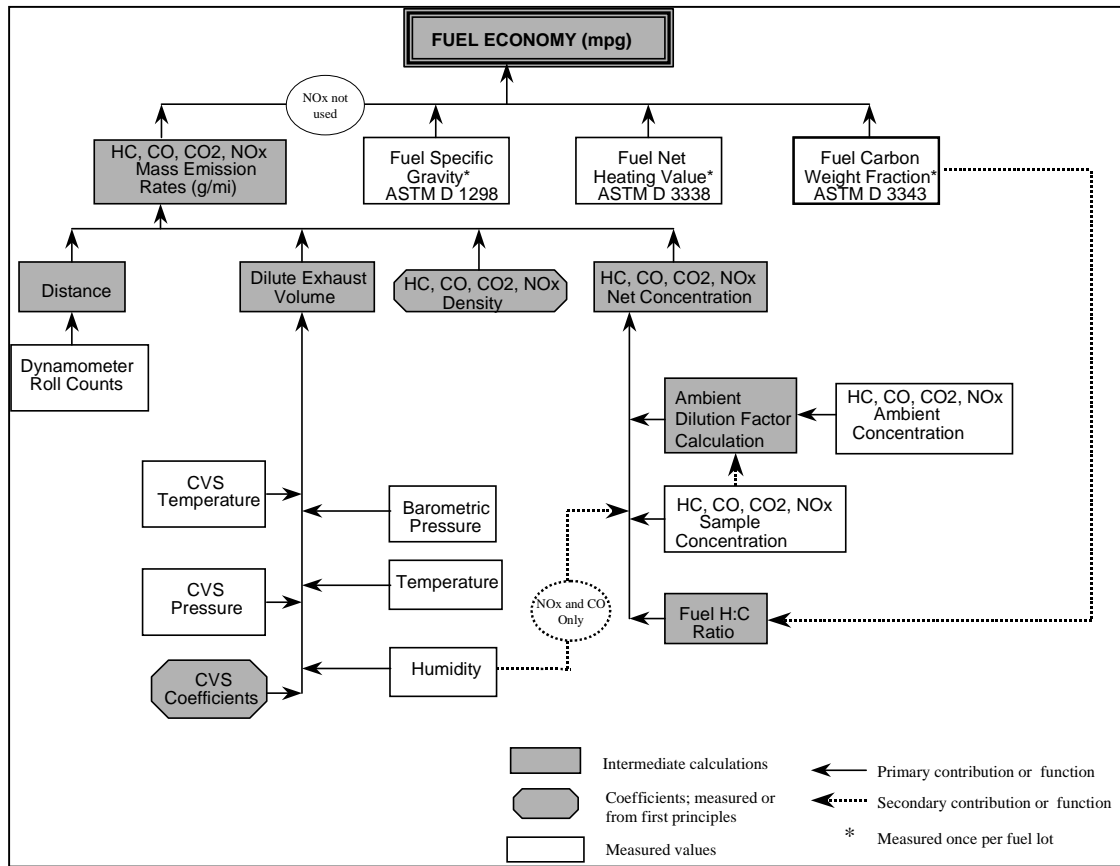 FUEL ECONOMY (mpg)
NOx not
used
HC, CO, CO2, NOx
Mass Emission
Rates (g/mi)
Fuel Specific
Gravity*
ASTM D 1298
Fuel Net
Heating Value*
ASTM D 3338
Fuel Carbon
Weight Fraction*
ASTM D 3343
Distance
Dilute Exhaust
Volume
HC, CO, CO2, NOx
Density
HC, CO, CO2, NOx
Net Concentration
Dynamometer
Roll Counts
Ambient
Dilution Factor
Calculation
HC, CO, CO2, NOx
Ambient
Concentration
CVS
Temperature
Barometric
Pressure
HC, CO, CO2, NOx
Sample
Concentration
CVS
Pressure
Temperature
NOx and CO
Only
Fuel H:C
Ratio
CVS
Coefficients
Humidity
Intermediate calculations
Primary contribution or function
Coefficients; measured or
from first principles
Secondary contribution or function
Measured values
* Measured once per fuel lot